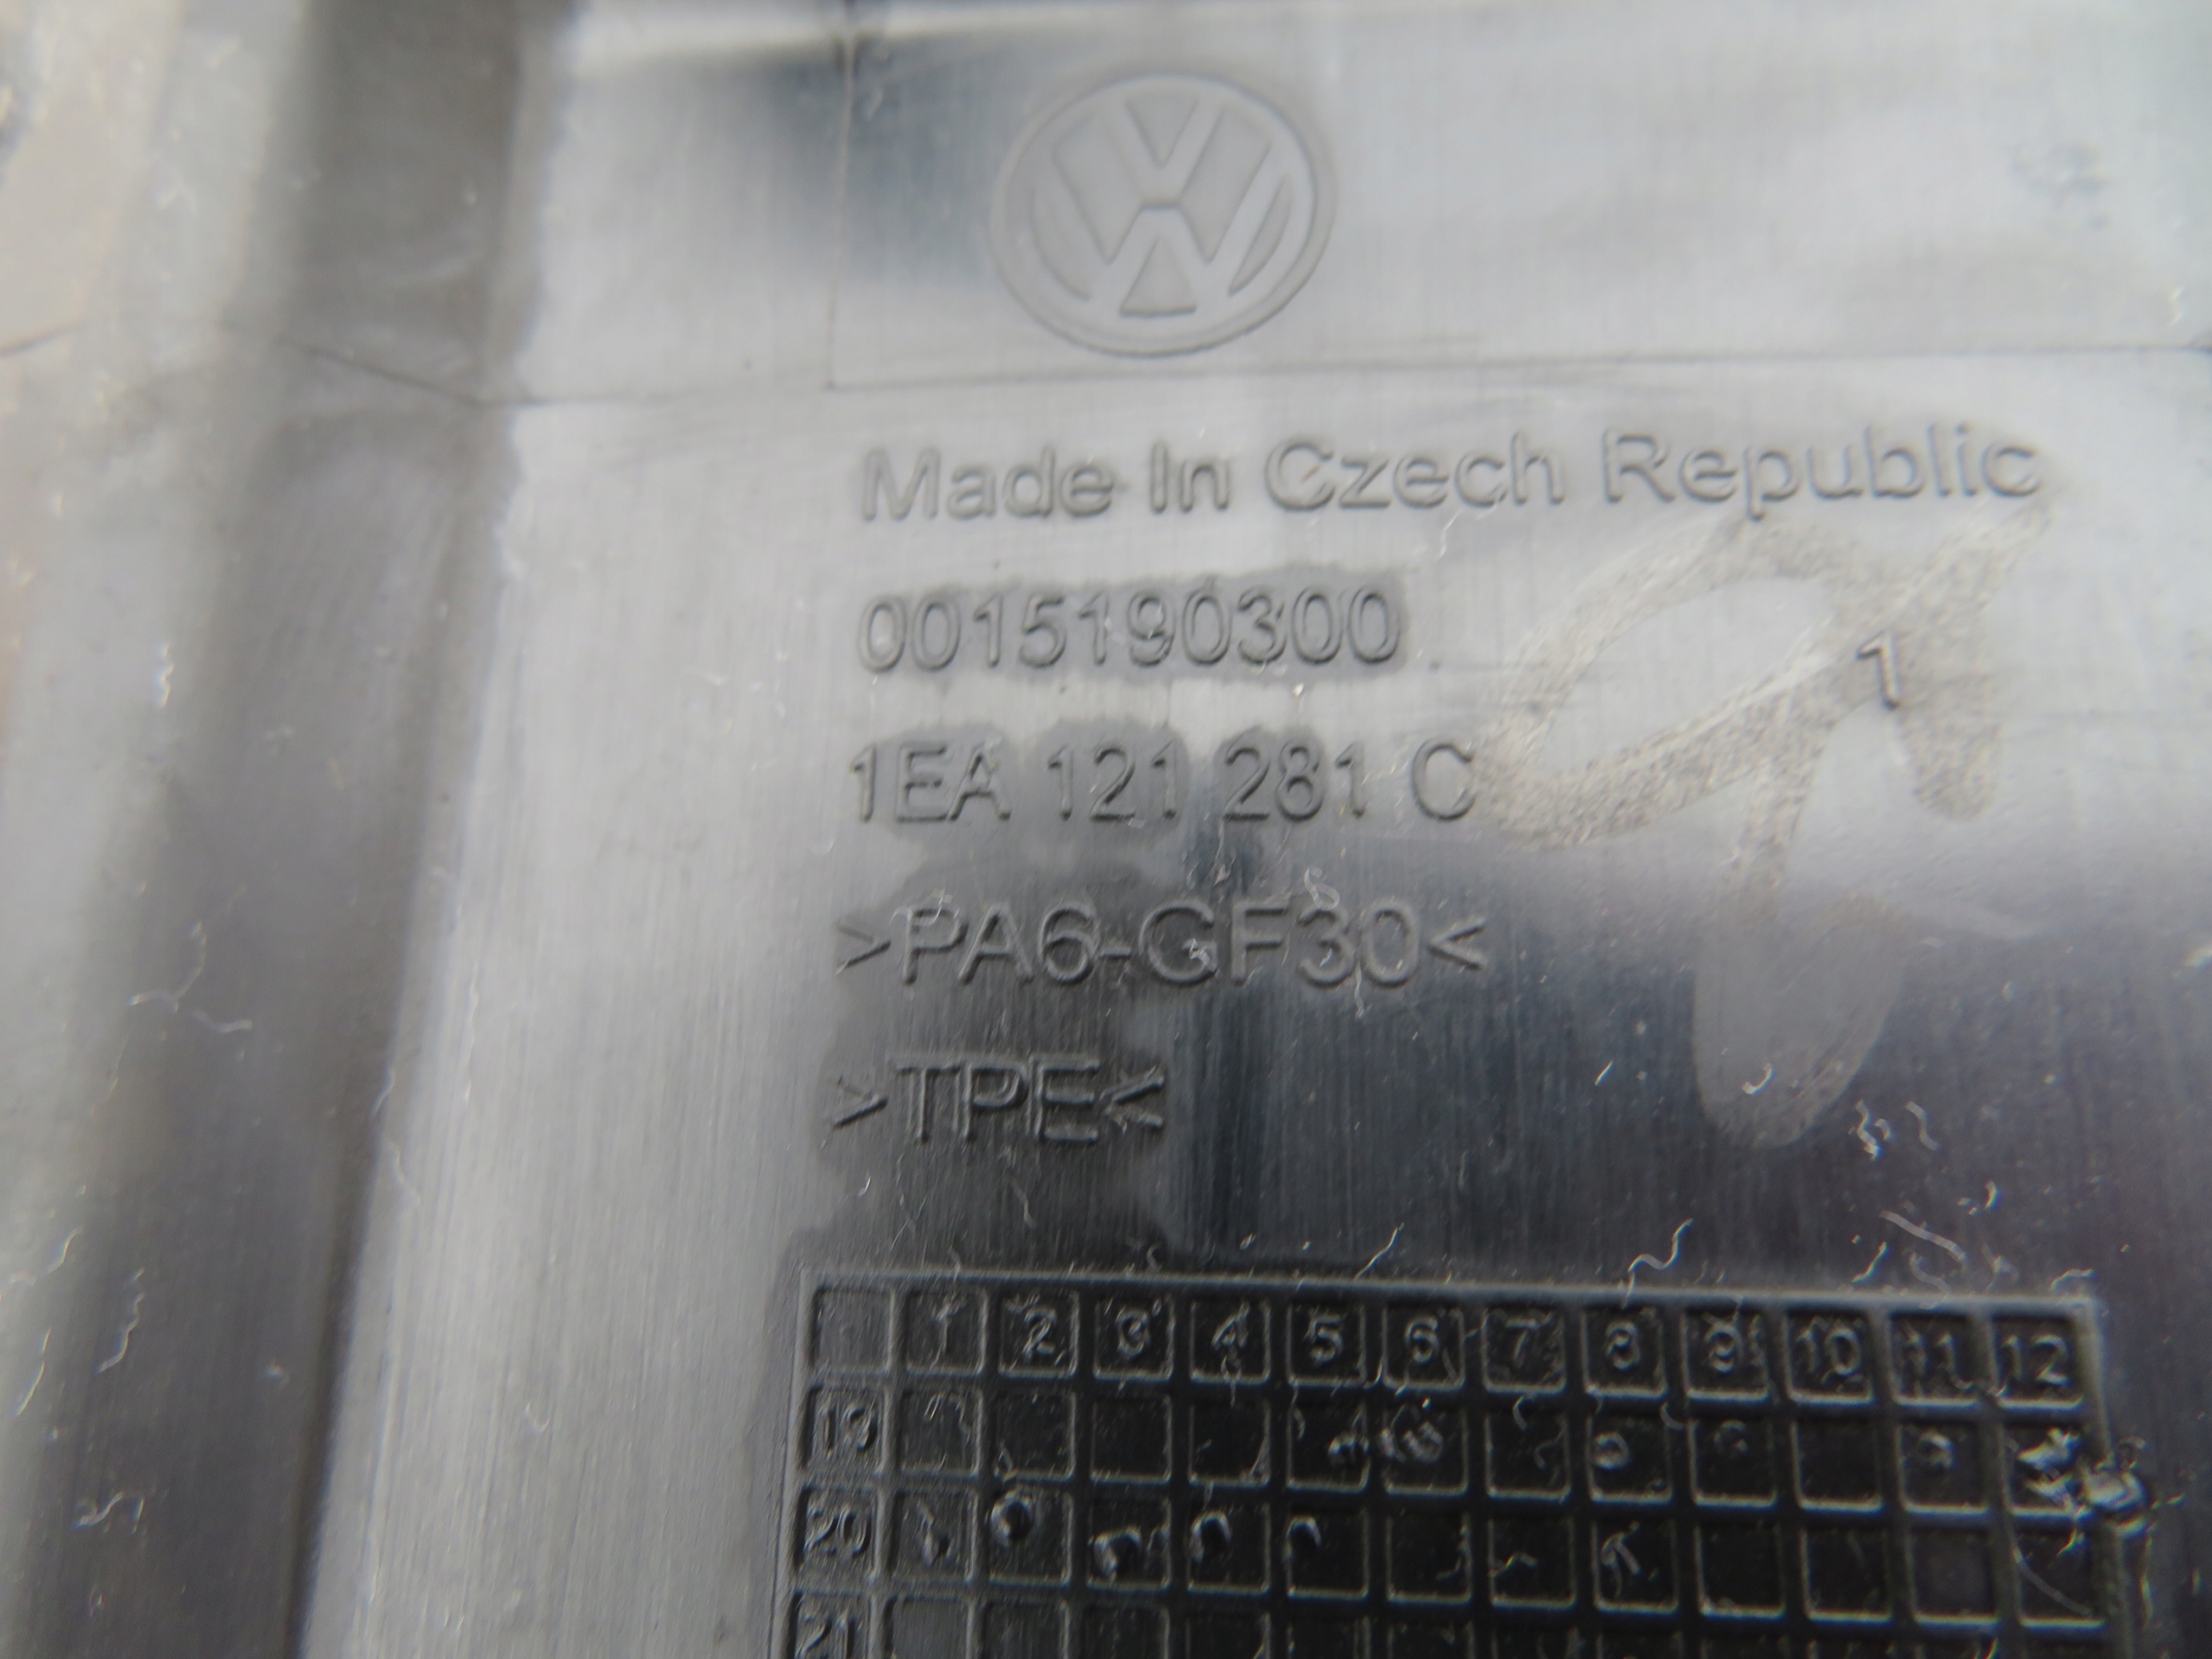 Made In Czech Republic
0015190300
1
1EA 121 281 C
>PA6-GF30<
>TPE<
1 2 3 4 5 6 7 8 9 10 11 12
19
20
21